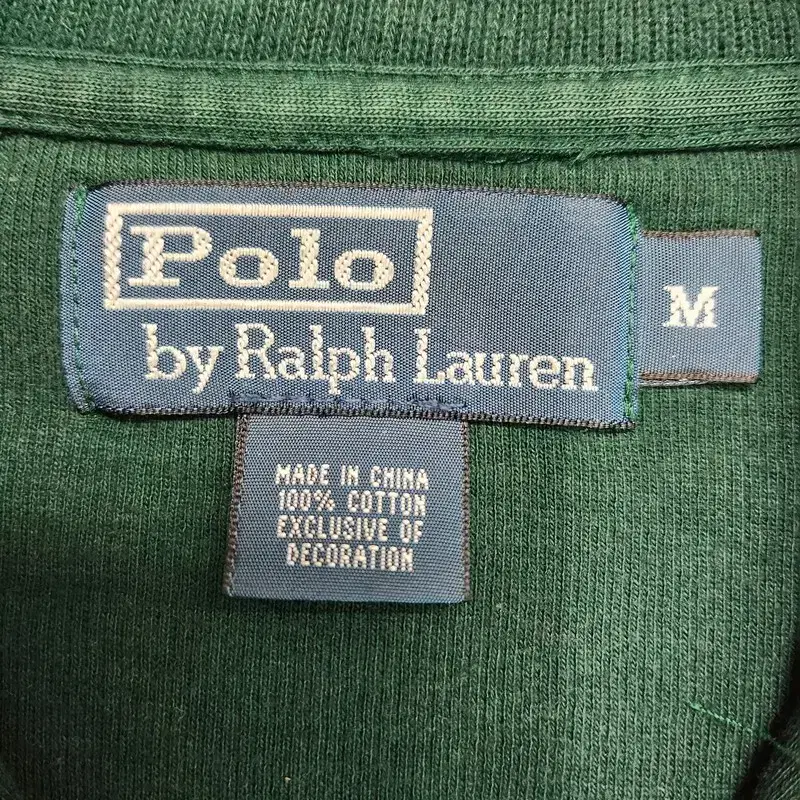 Polo
by Ralph Lauren
M
MADE IN CHINA
100% COTTON
EXCLUSIVE OF
DECORATION